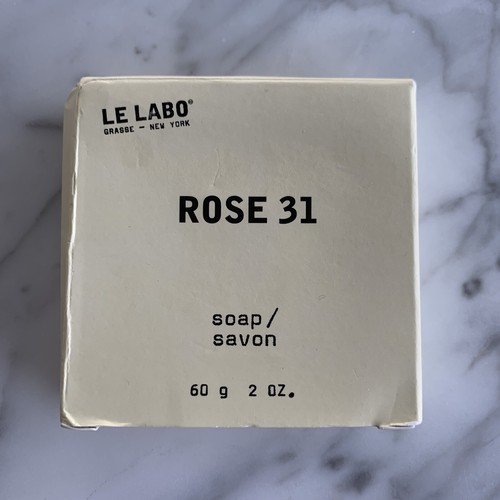 LE LABO®
GRASSE — NEW YORK
ROSE 31
soap/
savon
60 g 2 OZ.